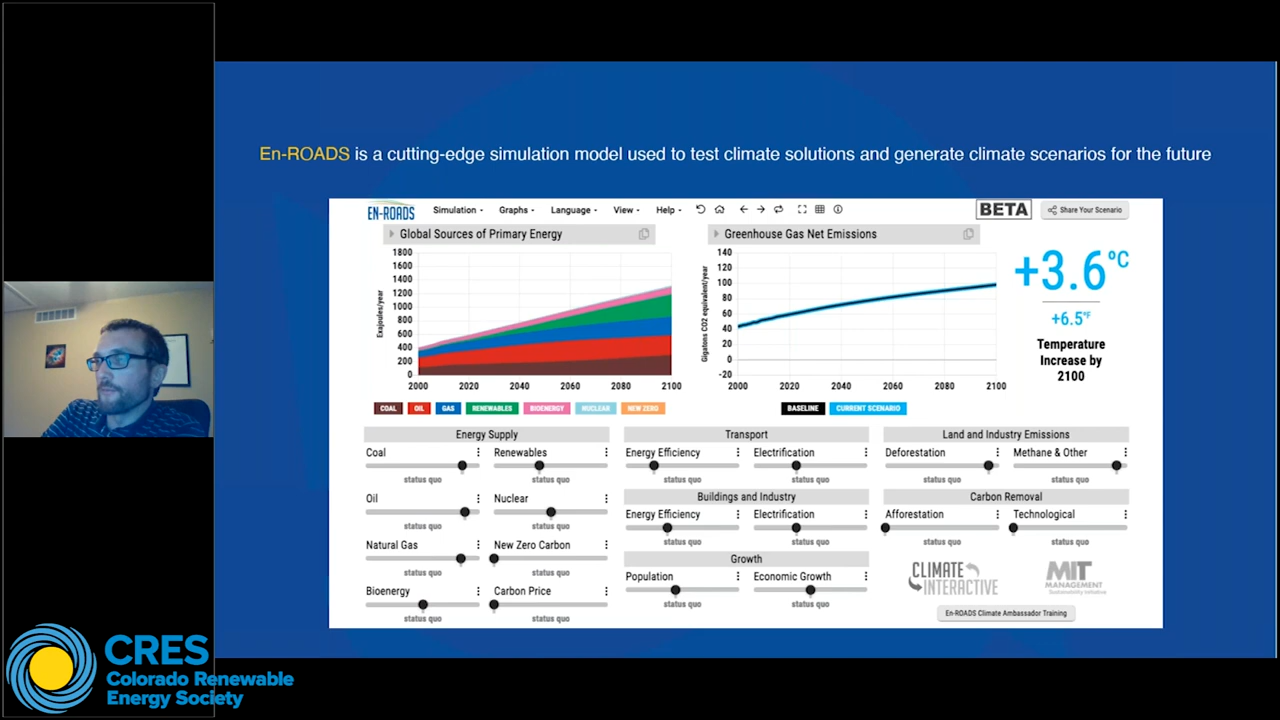 En-ROADS is a cutting-edge simulation model used to test climate solutions and generate climate scenarios for the future
EN-ROADS
Simulation
Graphs
Language
View
Help
BETA
Share Your Scenario
Global Sources of Primary Energy
Exajoules/year
1800
1600
1400
1200
1000
800
600
400
200
0
2000 2020 2040 2060 2080 2100
COAL OIL GAS RENEWABLES BIOENERGY NUCLEAR NEW ZERO
Greenhouse Gas Net Emissions
Gigatons CO2 equivalent/year
140
120
100
80
60
40
20
0
-20
2000 2020 2040 2060 2080 2100
BASELINE CURRENT SCENARIO
+3.6°C
+6.5°F
Temperature
Increase by
2100
Energy Supply
Coal Renewables
status quo status quo
Oil Nuclear
status quo status quo
Natural Gas New Zero Carbon
status quo status quo
Bioenergy Carbon Price
status quo status quo
Transport
Energy Efficiency Electrification
status quo status quo
Buildings and Industry
Energy Efficiency Electrification
status quo status quo
Growth
Population Economic Growth
status quo status quo
Land and Industry Emissions
Deforestation Methane & Other
status quo status quo
Carbon Removal
Afforestation Technological
status quo status quo
CLIMATE
INTERACTIVE
MIT
MANAGEMENT
Sustainability Initiative
En-ROADS Climate Ambassador Training
CRES
Colorado Renewable
Energy Society